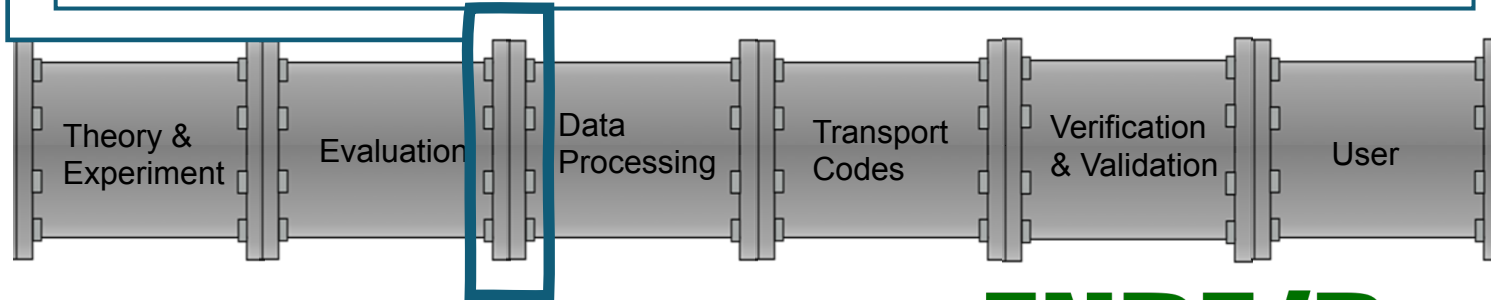 Theory &
Experiment
Evaluation
Data
Processing
Transport
Codes
Verification
& Validation
User